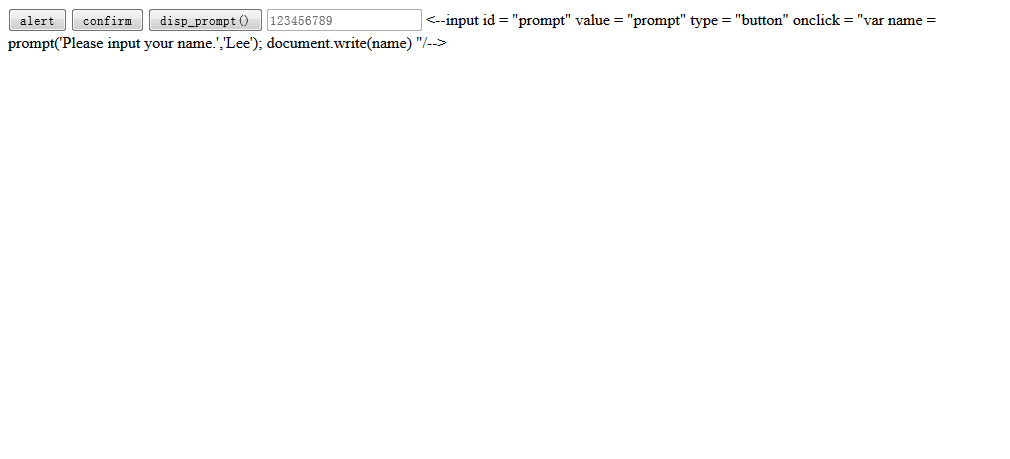 alert confirm disp_prompt() 123456789 <--input id = "prompt" value = "prompt" type = "button" onclick = "var name =
prompt('Please input your name.','Lee'); document.write(name) "/-->